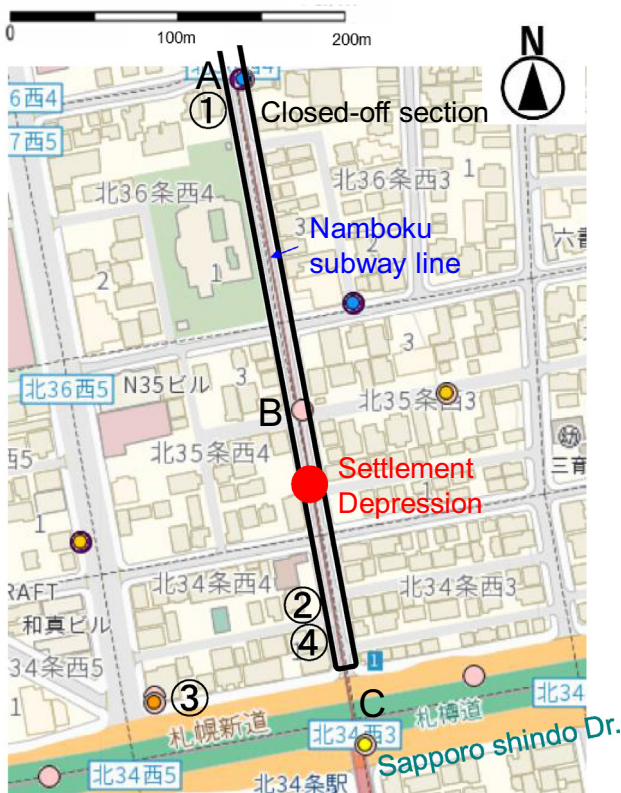 0
100m
200m
N
A
①
6西4
7西5
Closed-off section
北36条西4
北36条西3
1
3
2
Namboku
subway line
1
2
六書
北36西5
N35ビル
3
3
B
北35条西3
北35条西4
三育
Settlement
Depression
1
1
北34条西4
北34条西3
RAFT
和真ビル
②
④
34条西5
1
1
③
C
札幌新道
札樽道
北34西3
北34
北34西5
北34条駅
Sapporo shindo Dr.